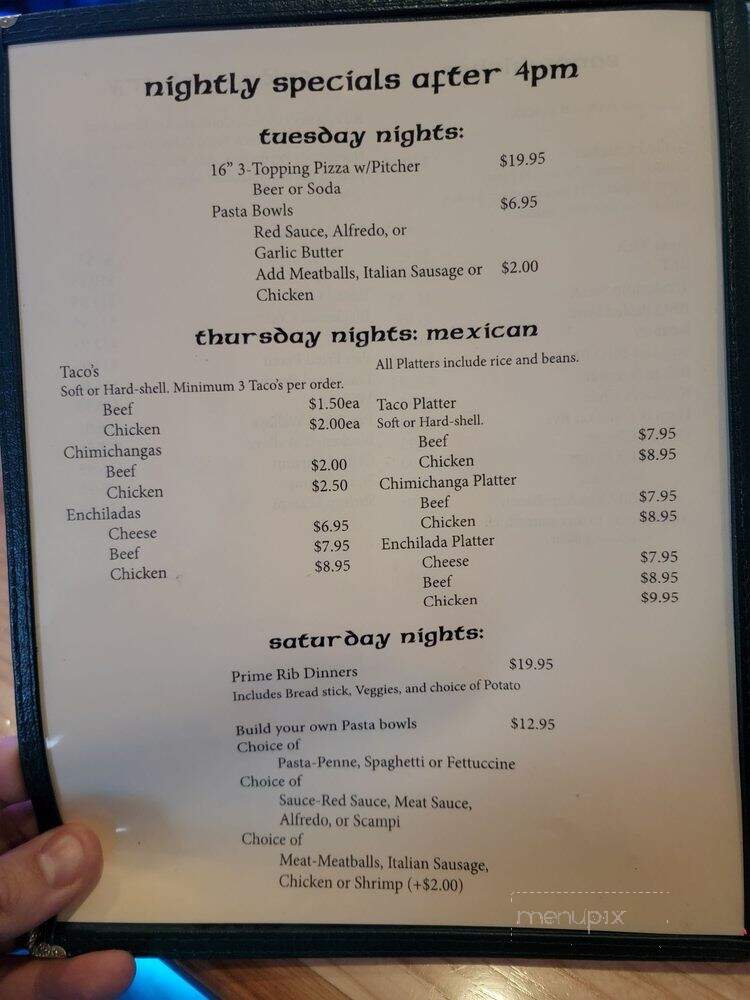 nightly specials after 4pm
tuesday nights:
16” 3-Topping Pizza w/Pitcher $19.95
Beer or Soda
Pasta Bowls $6.95
Red Sauce, Alfredo, or
Garlic Butter
Add Meatballs, Italian Sausage or $2.00
Chicken
thursday nights: mexican
Taco's
Soft or Hard-shell. Minimum 3 Taco's per order.
Beef $1.50ea
Chicken $2.00ea
Chimichangas
Beef $2.00
Chicken $2.50
Enchiladas
Cheese $6.95
Beef $7.95
Chicken $8.95
All Platters include rice and beans.
Taco Platter
Soft or Hard-shell.
Beef $7.95
Chicken $8.95
Chimichanga Platter
Beef $7.95
Chicken $8.95
Enchilada Platter
Cheese $7.95
Beef $8.95
Chicken $9.95
saturday nights:
Prime Rib Dinners $19.95
Includes Bread stick, Veggies, and choice of Potato
Build your own Pasta bowls $12.95
Choice of
Pasta-Penne, Spaghetti or Fettuccine
Choice of
Sauce-Red Sauce, Meat Sauce,
Alfredo, or Scampi
Choice of
Meat-Meatballs, Italian Sausage,
Chicken or Shrimp (+$2.00)
menupix